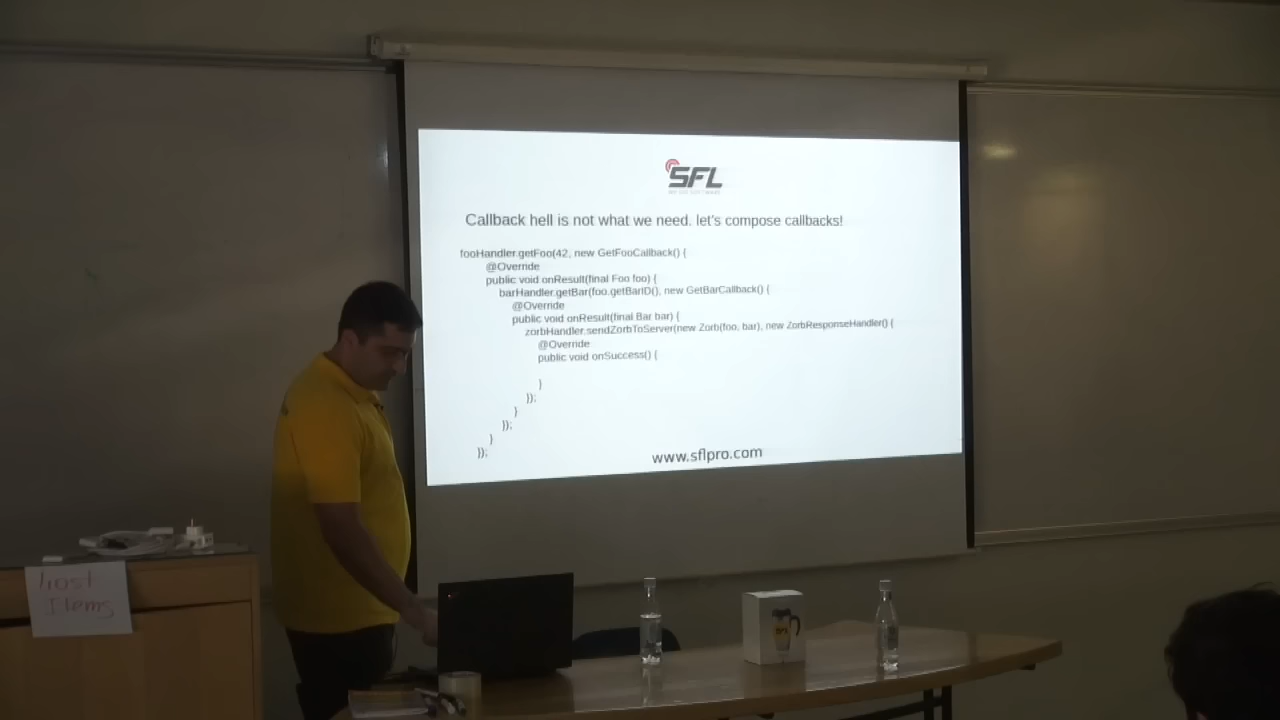 SFL
Callback hell is not what we need. let's compose callbacks!
fooHandler.getFoo(42, new GetFooCallback() {
@Override
public void onResult(final Foo foo) {
barHandler.getBar(foo.getBarID(), new GetBarCallback() {
@Override
public void onResult(final Bar bar) {
zorbHandler.sendZorbToServer(new Zorb(foo, bar), new ZorbResponseHandler() {
@Override
public void onSuccess() {
}
});
}
});
}
});
www.sflpro.com
Lost
Items
SFL